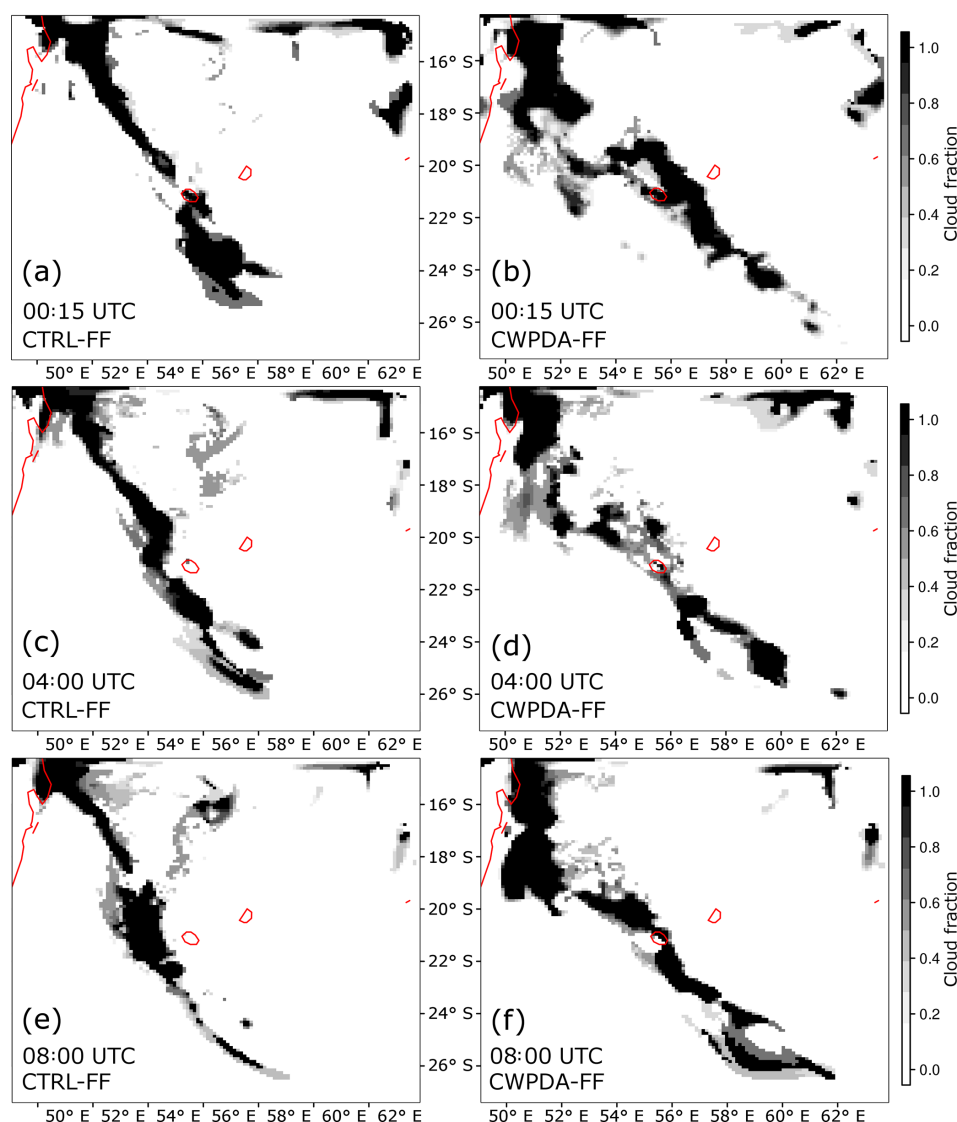 (a)
00:15 UTC
CTRL-FF
16° S
18° S
20° S
22° S
24° S
26° S
50° E 52° E 54° E 56° E 58° E 60° E 62° E
(b)
00:15 UTC
CWPDA-FF
50° E 52° E 54° E 56° E 58° E 60° E 62° E
1.0
0.8
0.6
0.4
0.2
0.0
Cloud fraction
(c)
04:00 UTC
CTRL-FF
16° S
18° S
20° S
22° S
24° S
26° S
50° E 52° E 54° E 56° E 58° E 60° E 62° E
(d)
04:00 UTC
CWPDA-FF
50° E 52° E 54° E 56° E 58° E 60° E 62° E
1.0
0.8
0.6
0.4
0.2
0.0
Cloud fraction
(e)
08:00 UTC
CTRL-FF
16° S
18° S
20° S
22° S
24° S
26° S
50° E 52° E 54° E 56° E 58° E 60° E 62° E
(f)
08:00 UTC
CWPDA-FF
50° E 52° E 54° E 56° E 58° E 60° E 62° E
1.0
0.8
0.6
0.4
0.2
0.0
Cloud fraction